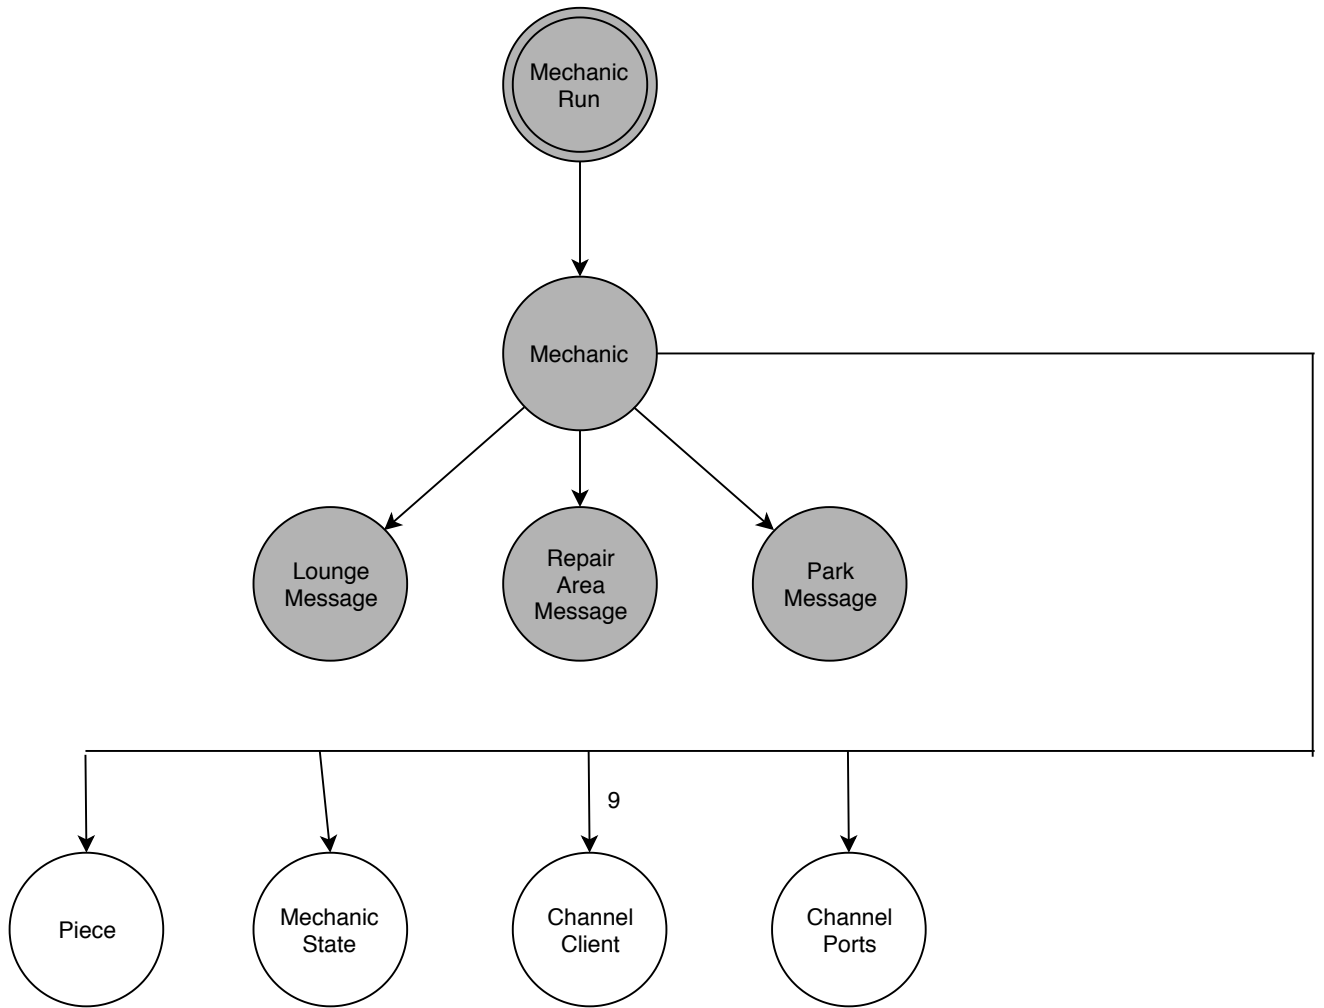 Mechanic
Run
Mechanic
Lounge
Message
Repair
Area
Message
Park
Message
9
Piece
Mechanic
State
Channel
Client
Channel
Ports